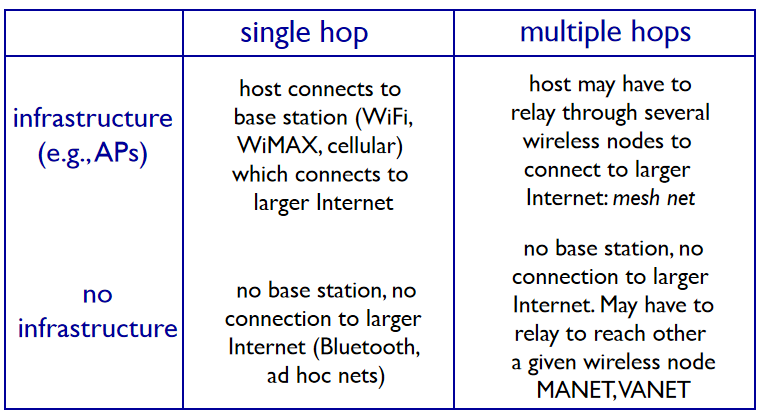 single hop
multiple hops
infrastructure
(e.g., APs)
host connects to
base station (WiFi,
WiMAX, cellular)
which connects to
larger Internet
host may have to
relay through several
wireless nodes to
connect to larger
Internet: mesh net
no
infrastructure
no base station, no
connection to larger
Internet (Bluetooth,
ad hoc nets)
no base station, no
connection to larger
Internet. May have to
relay to reach other
a given wireless node
MANET, VANET